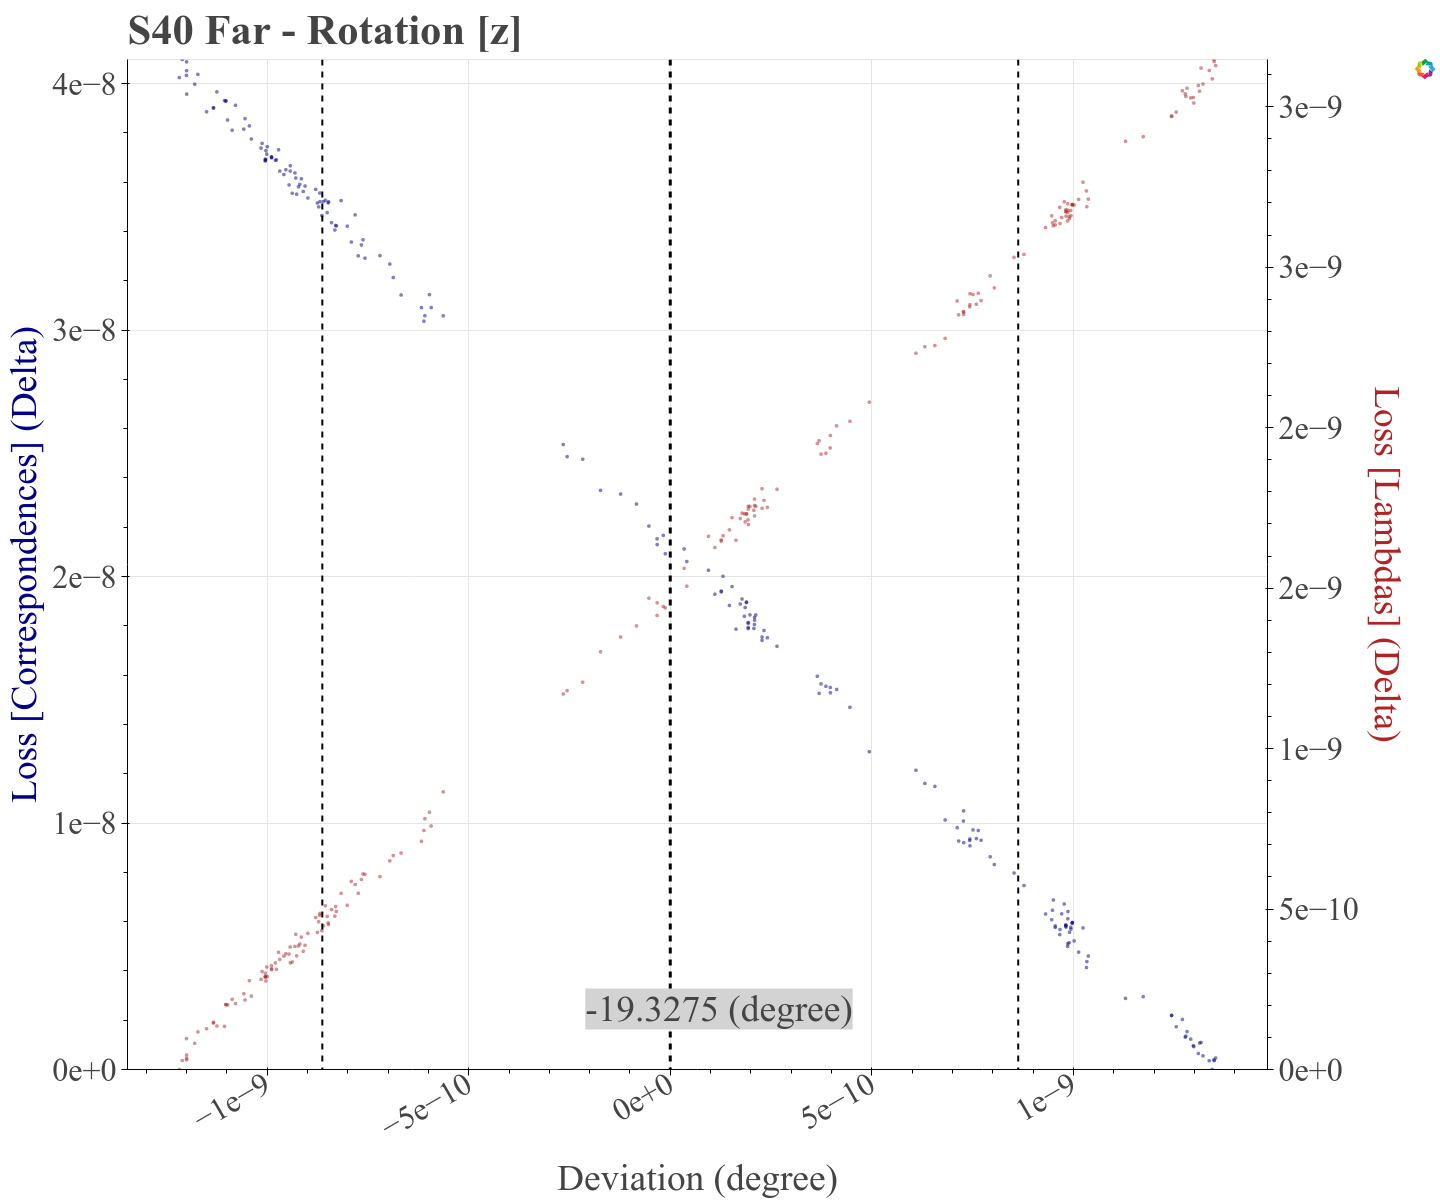 S40 Far - Rotation [z]
Loss [Correspondences] (Delta)
4e−8
3e−8
2e−8
1e−8
0e+0
3e−9
3e−9
2e−9
2e−9
1e−9
5e−10
0e+0
Loss [Lambdas] (Delta)
-19.3275 (degree)
−1e−9
−5e−10
0e+0
5e−10
1e−9
Deviation (degree)